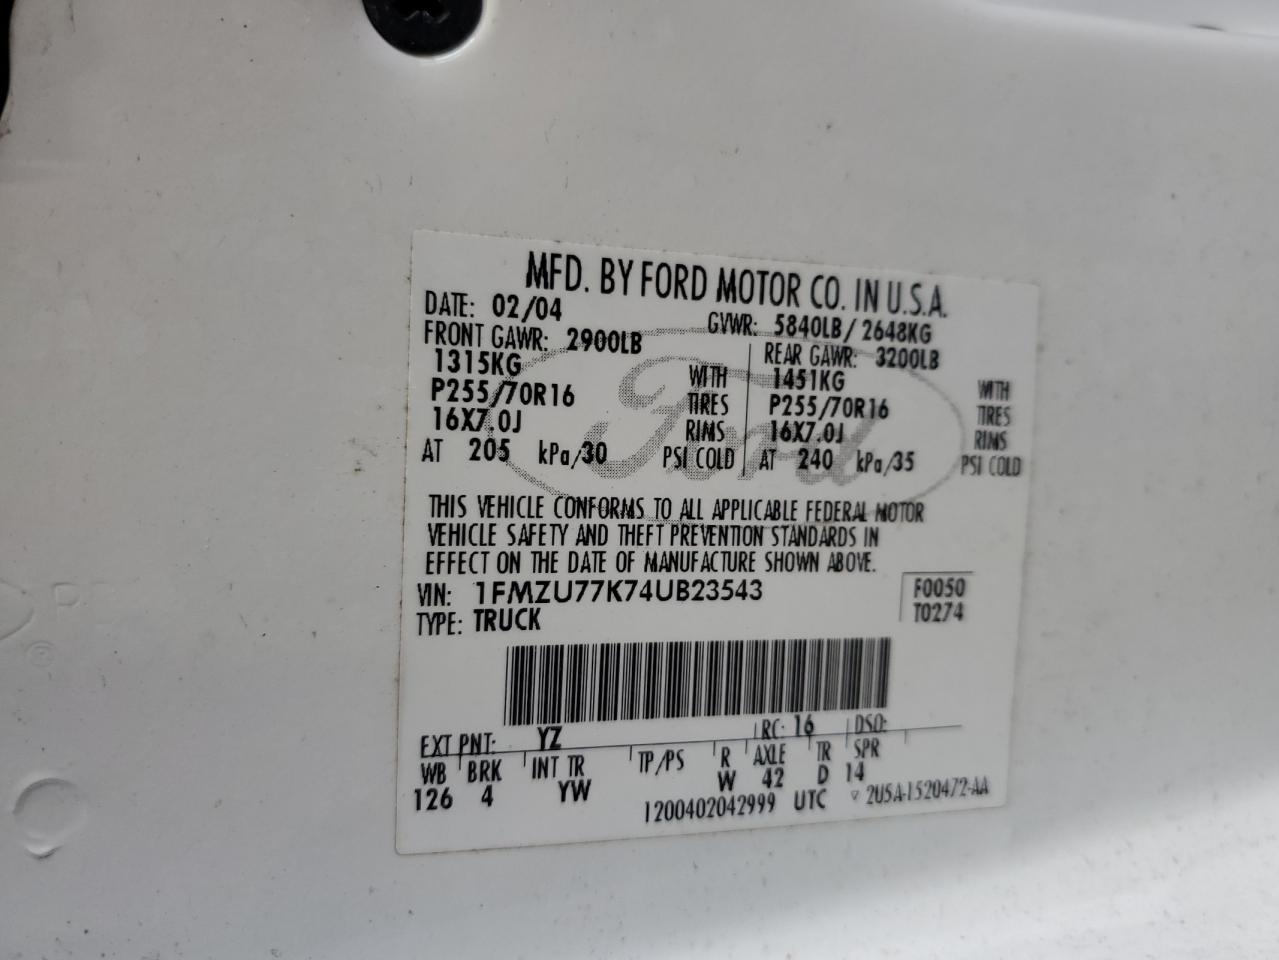 MFD. BY FORD MOTOR CO. IN U.S.A.
DATE: 02/04 GVWR: 5840LB/2648KG
FRONT GAWR: 2900LB REAR GAWR: 3200LB
1315KG WITH 1451KG WITH
P255/70R16 TIRES P255/70R16 TIRES
16X7.0J RIMS 16X7.0J RIMS
AT 205 kPa/30 PSI COLD AT 240 kPa/35 PSI COLD
Ford
THIS VEHICLE CONFORMS TO ALL APPLICABLE FEDERAL MOTOR
VEHICLE SAFETY AND THEFT PREVENTION STANDARDS IN
EFFECT ON THE DATE OF MANUFACTURE SHOWN ABOVE.
VIN: 1FMZU77K74UB23543 F0050
TYPE: TRUCK T0274
EXT PNT: YZ RC: 16 DSO:
WB BRK INT TR TP/PS R AXLE TR SPR
126 4 YW W 42 D 14
1200402042999 UTC ▽ 2U5A-1520472-AA